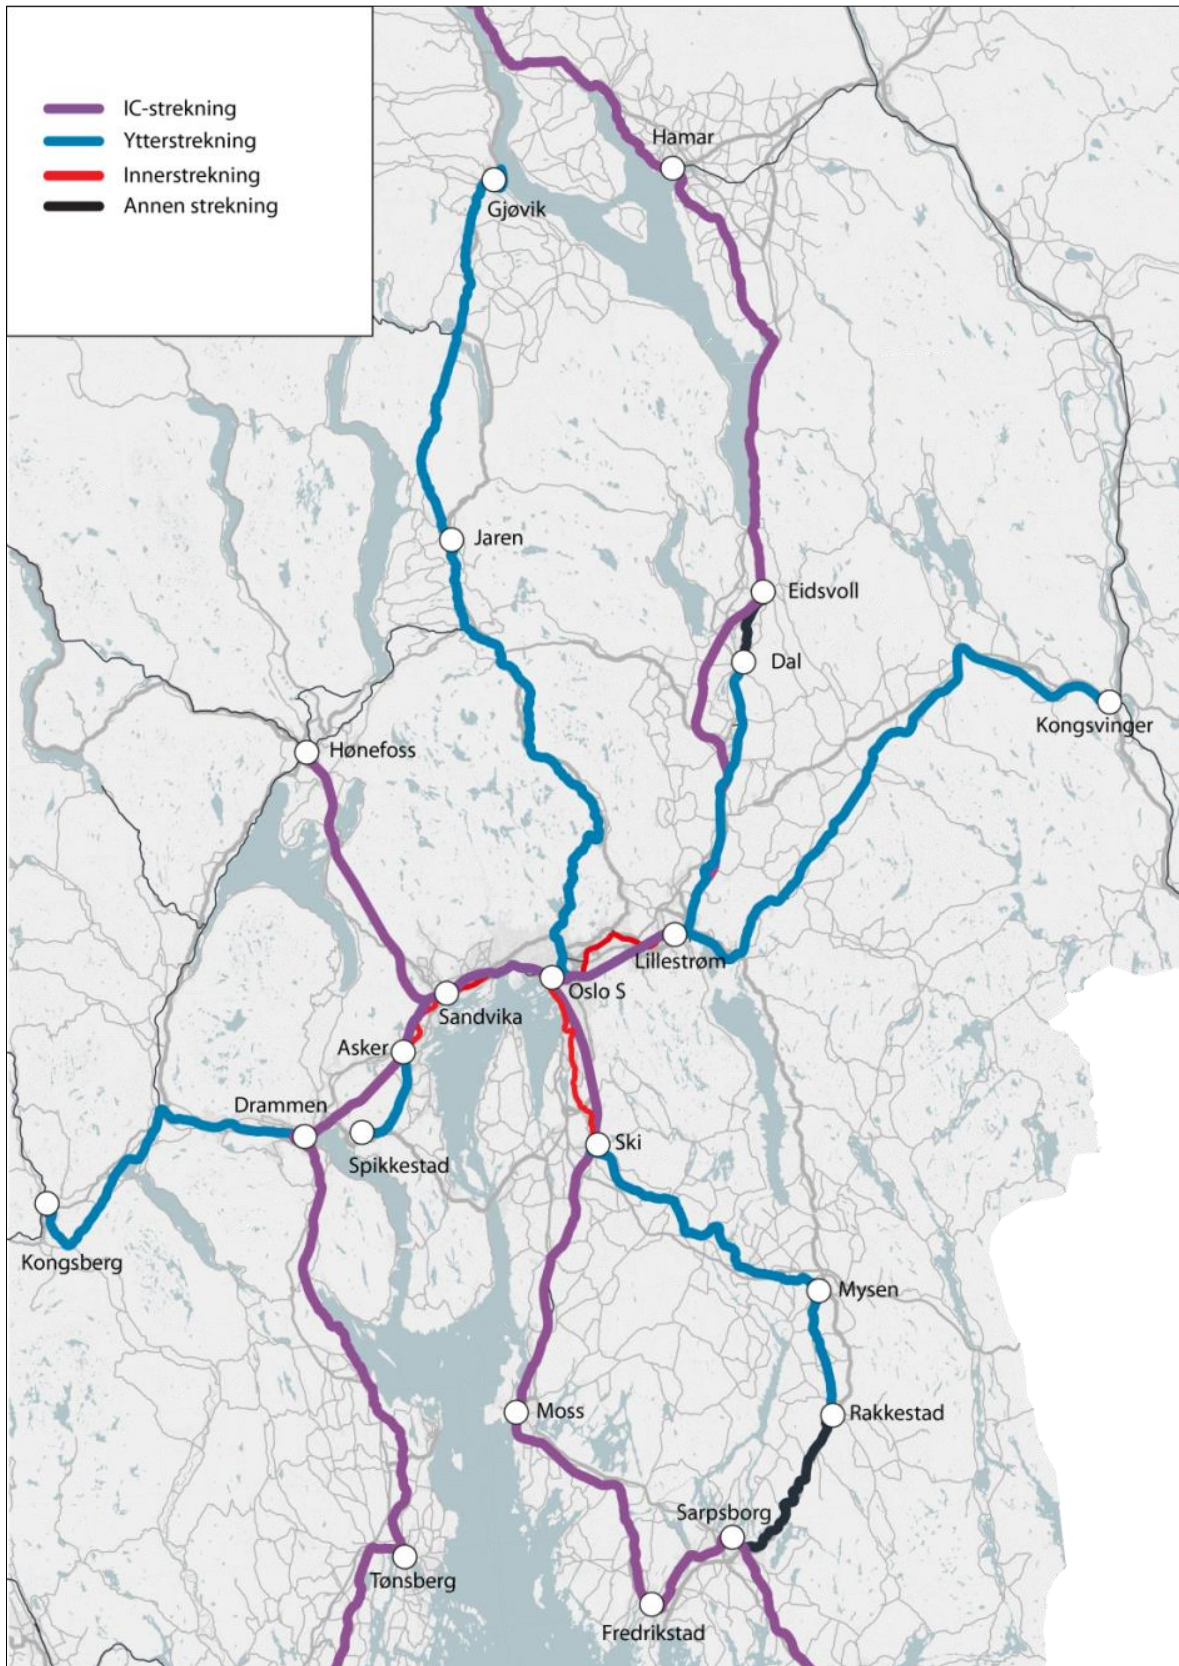 IC-strekning
Ytterstrekning
Innerstrekning
Annen strekning
Hamar
Gjøvik
Jaren
Eidsvoll
Dal
Kongsvinger
Hønefoss
Lillestrøm
Oslo S
Sandvika
Asker
Drammen
Ski
Spikkestad
Kongsberg
Mysen
Moss
Rakkestad
Sarpsborg
Tønsberg
Fredrikstad